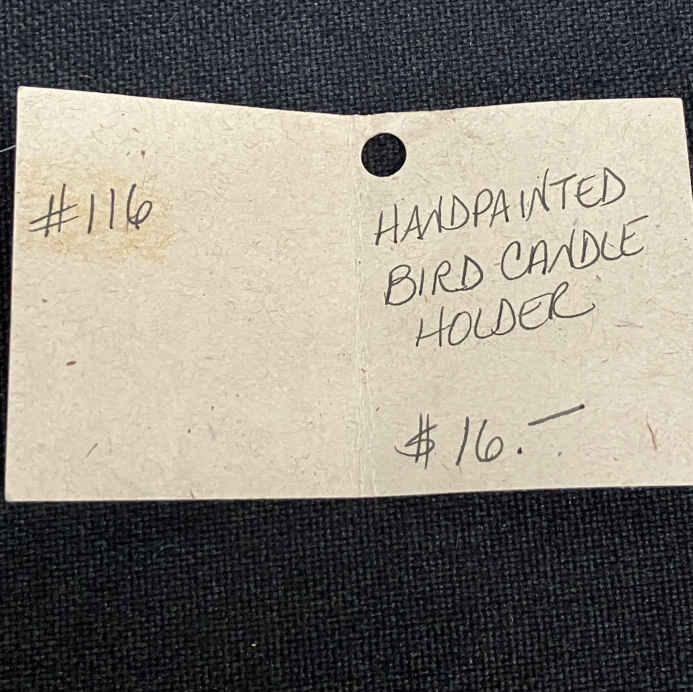 #116
HANDPAINTED
BIRD CANDLE
HOLDER
$16.—